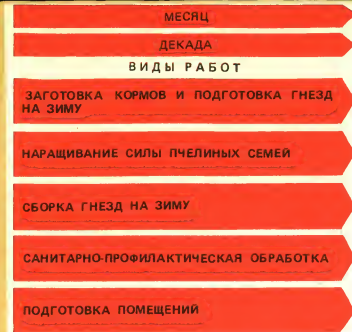 МЕСЯЦ
ДЕКАДА
ВИДЫ РАБОТ
ЗАГОТОВКА КОРМОВ И ПОДГОТОВКА ГНЕЗД
НА ЗИМУ
НАРАЩИВАНИЕ СИЛЫ ПЧЕЛИНЫХ СЕМЕЙ
СБОРКА ГНЕЗД НА ЗИМУ
САНИТАРНО-ПРОФИЛАКТИЧЕСКАЯ ОБРАБОТКА
ПОДГОТОВКА ПОМЕЩЕНИЙ